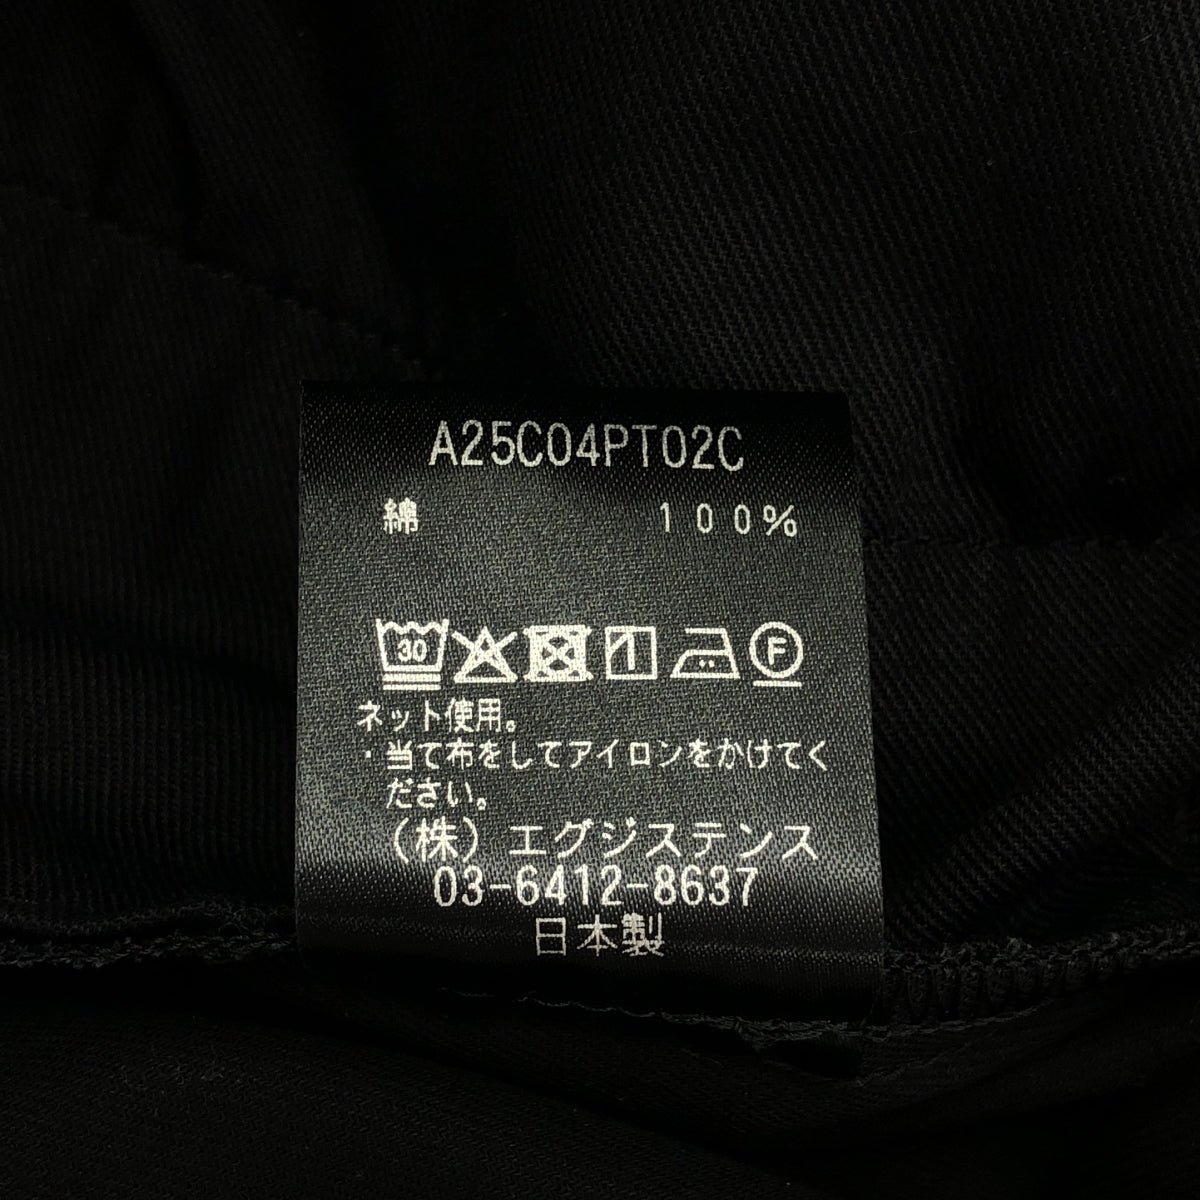 A25C04PT02C
綿 100%
30 F
ネット使用。
・当て布をしてアイロンをかけてく
ださい。
(株) エグジステンス
03-6412-8637
日本製